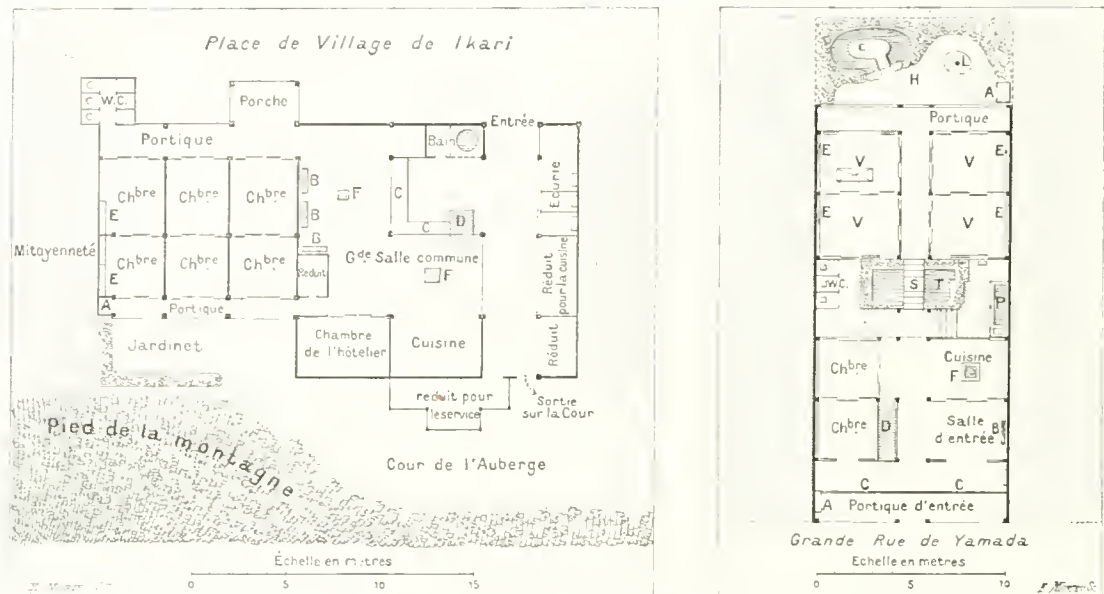 Place de Village de Ikari
C
C
C
W.C.
Porche
Entrée
Portique
Bain
Chbre
Chbre
Chbre
B
F
C
Ecurie
E
B
C
D
Mitoyenneté
B
Gde Salle commune
Chbre
Chbre
Chbre
Réduit
F
Réduit
pour la cuisine
E
A
Portique
Jardinet
Chambre
de l'hôtelier
Cuisine
Réduit
reduit pour
le service
Sortie
sur la Cour
Pied de la montagne
Cour de l'Auberge
Échelle en metres
0 5 10 15
E
L
H
A
Portique
E
V
V
E
E
V
V
E
W.C.
S
T
P
Chbre
Cuisine
F
Chbre
D
Salle
d'entrée
B
C
C
A
Portique d'entrée
Grande Rue de Yamada
Echelle en metres
0 5 10